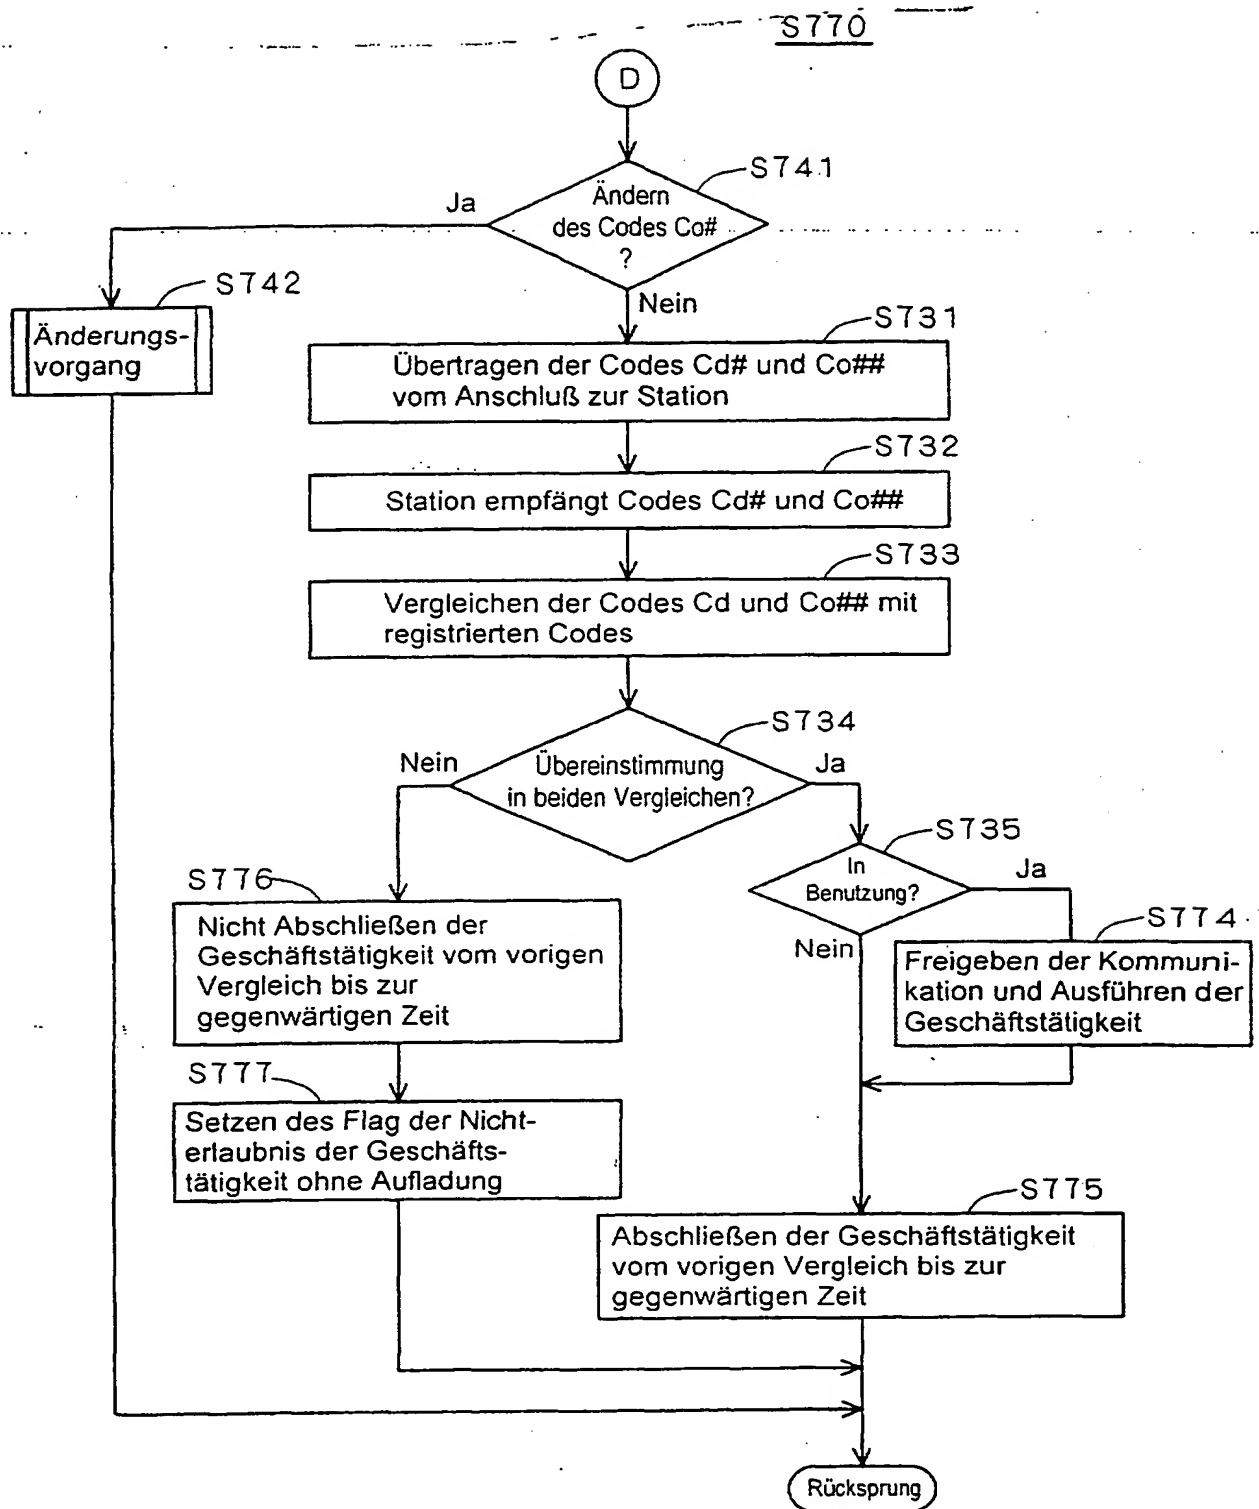 S770
D
S741
Ja
Ändern
des Codes Co#
?
S742
Nein
Änderungs-
vorgang
S731
Übertragen der Codes Cd# und Co##
vom Anschluß zur Station
S732
Station empfängt Codes Cd# und Co##
S733
Vergleichen der Codes Cd und Co## mit
registrierten Codes
S734
Nein
Übereinstimmung
in beiden Vergleichen?
Ja
S735
In
Benutzung?
Ja
S776
Nicht Abschließen der
Geschäftstätigkeit vom vorigen
Vergleich bis zur
gegenwärtigen Zeit
Nein
S774
Freigeben der Kommuni-
kation und Ausführen der
Geschäftstätigkeit
S777
Setzen des Flag der Nicht-
erlaubnis der Geschäfts-
tätigkeit ohne Aufladung
S775
Abschließen der Geschäftstätigkeit
vom vorigen Vergleich bis zur
gegenwärtigen Zeit
Rücksprung